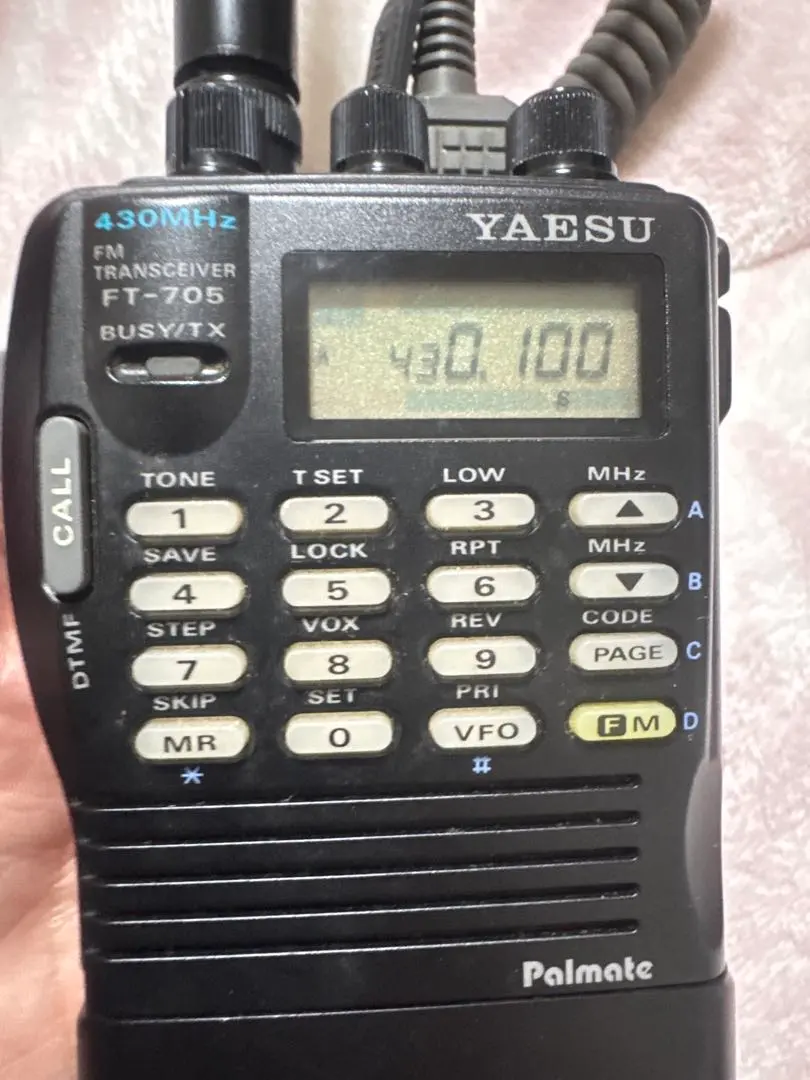 430MHz
YAESU
FM
TRANSCEIVER
FT-705
BUSY/TX
A 430.100
S
CALL
TONE T SET LOW MHz
1 2 3 ▲ A
SAVE LOCK RPT MHz
4 5 6 ▼ B
STEP VOX REV CODE
7 8 9 PAGE C
SKIP SET PRI
MR 0 VFO F M D
* #
DTMF
Palmate